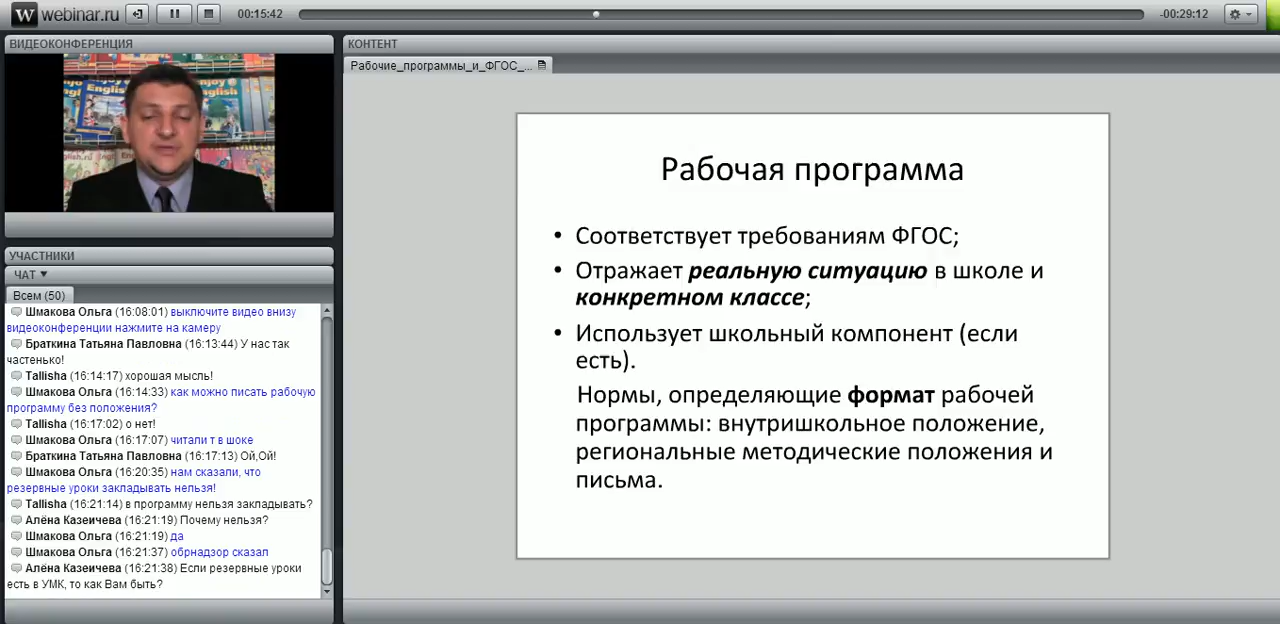 webinar.ru
00:15:42
-00:29:12
ВИДЕОКОНФЕРЕНЦИЯ
Enjoy
English
УЧАСТНИКИ
ЧАТ ▼
Всем (50)
Шмакова Ольга (16:08:01) выключите видео внизу
видеоконференции нажмите на камеру
Браткина Татьяна Павловна (16:13:44) У нас так
частенько!
Tallisha (16:14:17) хорошая мысль!
Шмакова Ольга (16:14:33) как можно писать рабочую
программу без положения?
Tallisha (16:17:02) о нет!
Шмакова Ольга (16:17:07) читали т в шоке
Браткина Татьяна Павловна (16:17:13) Ой,Ой!
Шмакова Ольга (16:20:35) нам сказали, что
резервные уроки закладывать нельзя!
Tallisha (16:21:14) в программу нельзя закладывать?
Алёна Казеичева (16:21:19) Почему нельзя?
Шмакова Ольга (16:21:19) да
Шмакова Ольга (16:21:37) обрнадзор сказал
Алёна Казеичева (16:21:38) Если резервные уроки
есть в УМК, то как Вам быть?
КОНТЕНТ
Рабочие_программы_и_ФГОС_...
Рабочая программа
• Соответствует требованиям ФГОС;
• Отражает реальную ситуацию в школе и
конкретном классе;
• Использует школьный компонент (если
есть).
Нормы, определяющие формат рабочей
программы: внутришкольное положение,
региональные методические положения и
письма.